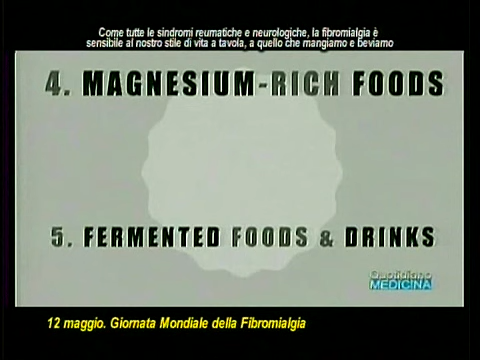 Come tutte le sindromi reumatiche e neurologiche, la fibromialgia è
sensibile al nostro stile di vita a tavola, a quello che mangiamo e beviamo
4. MAGNESIUM-RICH FOODS
5. FERMENTED FOODS & DRINKS
Quotidiano
MEDICINA
12 maggio. Giornata Mondiale della Fibromialgia